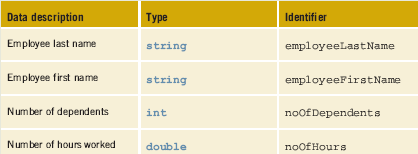 Data description Type Identifier
Employee last name string employeeLastName
Employee first name string employeeFirstName
Number of dependents int noOfDependents
Number of hours worked double noOfHours